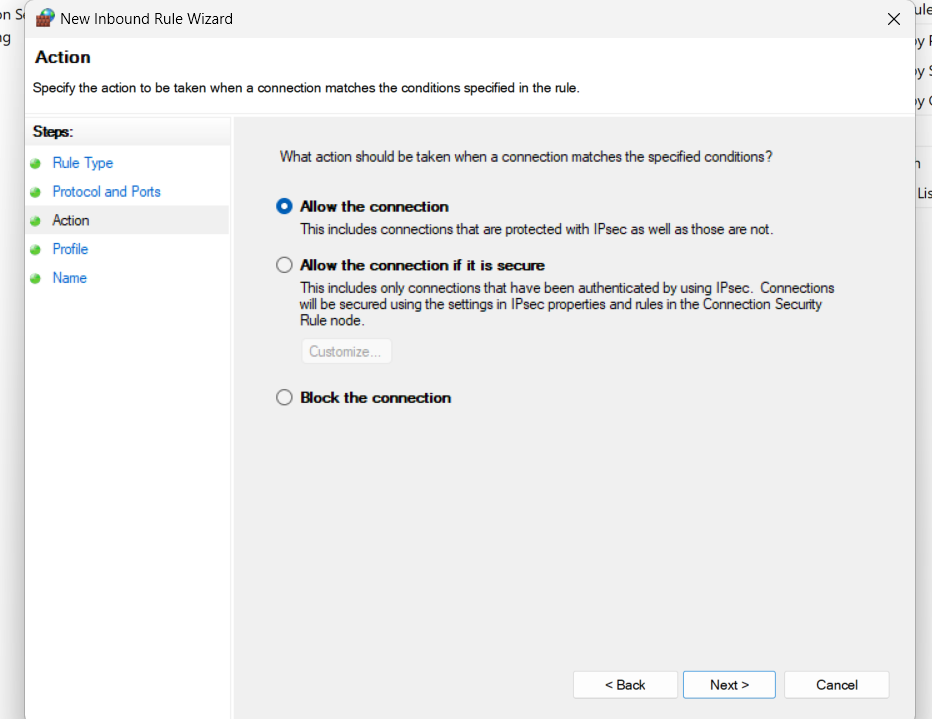 New Inbound Rule Wizard
Action
Specify the action to be taken when a connection matches the conditions specified in the rule.
Steps:
Rule Type
Protocol and Ports
Action
Profile
Name
What action should be taken when a connection matches the specified conditions?
Allow the connection
This includes connections that are protected with IPsec as well as those are not.
Allow the connection if it is secure
This includes only connections that have been authenticated by using IPsec. Connections
will be secured using the settings in IPsec properties and rules in the Connection Security
Rule node.
Customize...
Block the connection
< Back
Next >
Cancel